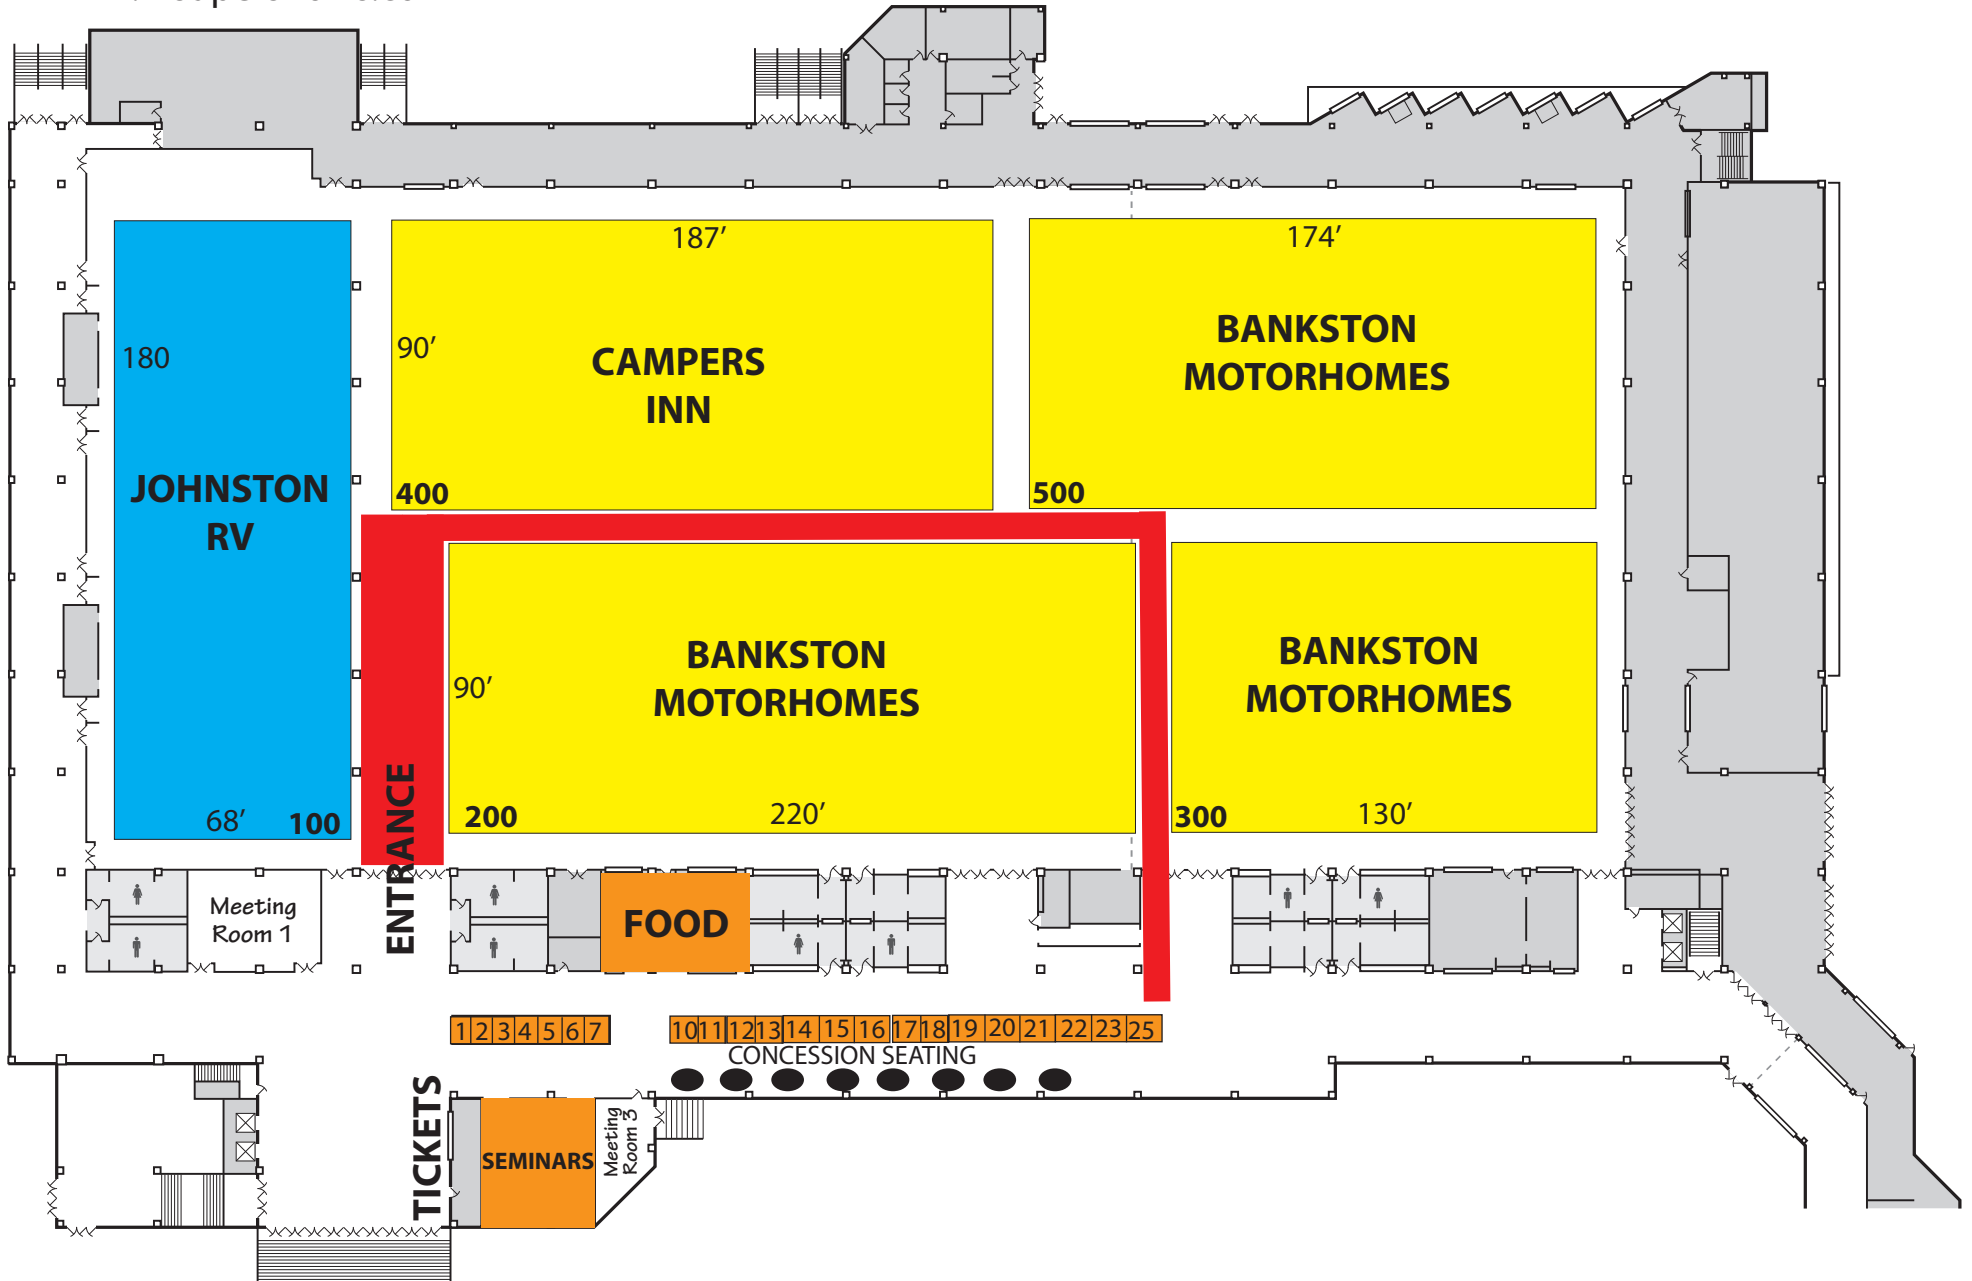 187'
174'
90'
CAMPERS
INN
BANKSTON
MOTORHOMES
180
JOHNSTON
RV
400
500
BANKSTON
MOTORHOMES
BANKSTON
MOTORHOMES
90'
68'
100
ENTRANCE
200
220'
300
130'
Meeting
Room 1
FOOD
1 2 3 4 5 6 7
10 11 12 13 14 15 16 17 18 19 20 21 22 23 25
CONCESSION SEATING
TICKETS
SEMINARS
Meeting
Room 3